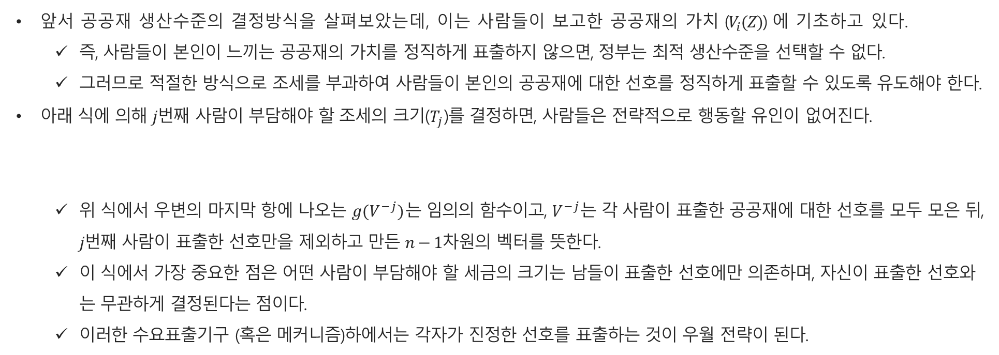 • 앞서 공공재 생산수준의 결정방식을 살펴보았는데, 이는 사람들이 보고한 공공재의 가치 (V_i(Z)) 에 기초하고 있다.
✓ 즉, 사람들이 본인이 느끼는 공공재의 가치를 정직하게 표출하지 않으면, 정부는 최적 생산수준을 선택할 수 없다.
✓ 그러므로 적절한 방식으로 조세를 부과하여 사람들이 본인의 공공재에 대한 선호를 정직하게 표출할 수 있도록 유도해야 한다.
• 아래 식에 의해 j번째 사람이 부담해야 할 조세의 크기(T_j)를 결정하면, 사람들은 전략적으로 행동할 유인이 없어진다.
✓ 위 식에서 우변의 마지막 항에 나오는 g(V^{-j})는 임의의 함수이고, V^{-j}는 각 사람이 표출한 공공재에 대한 선호를 모두 모은 뒤,
j번째 사람이 표출한 선호만을 제외하고 만든 n − 1차원의 벡터를 뜻한다.
✓ 이 식에서 가장 중요한 점은 어떤 사람이 부담해야 할 세금의 크기는 남들이 표출한 선호에만 의존하며, 자신이 표출한 선호와
는 무관하게 결정된다는 점이다.
✓ 이러한 수요표출기구 (혹은 메커니즘)하에서는 각자가 진정한 선호를 표출하는 것이 우월 전략이 된다.